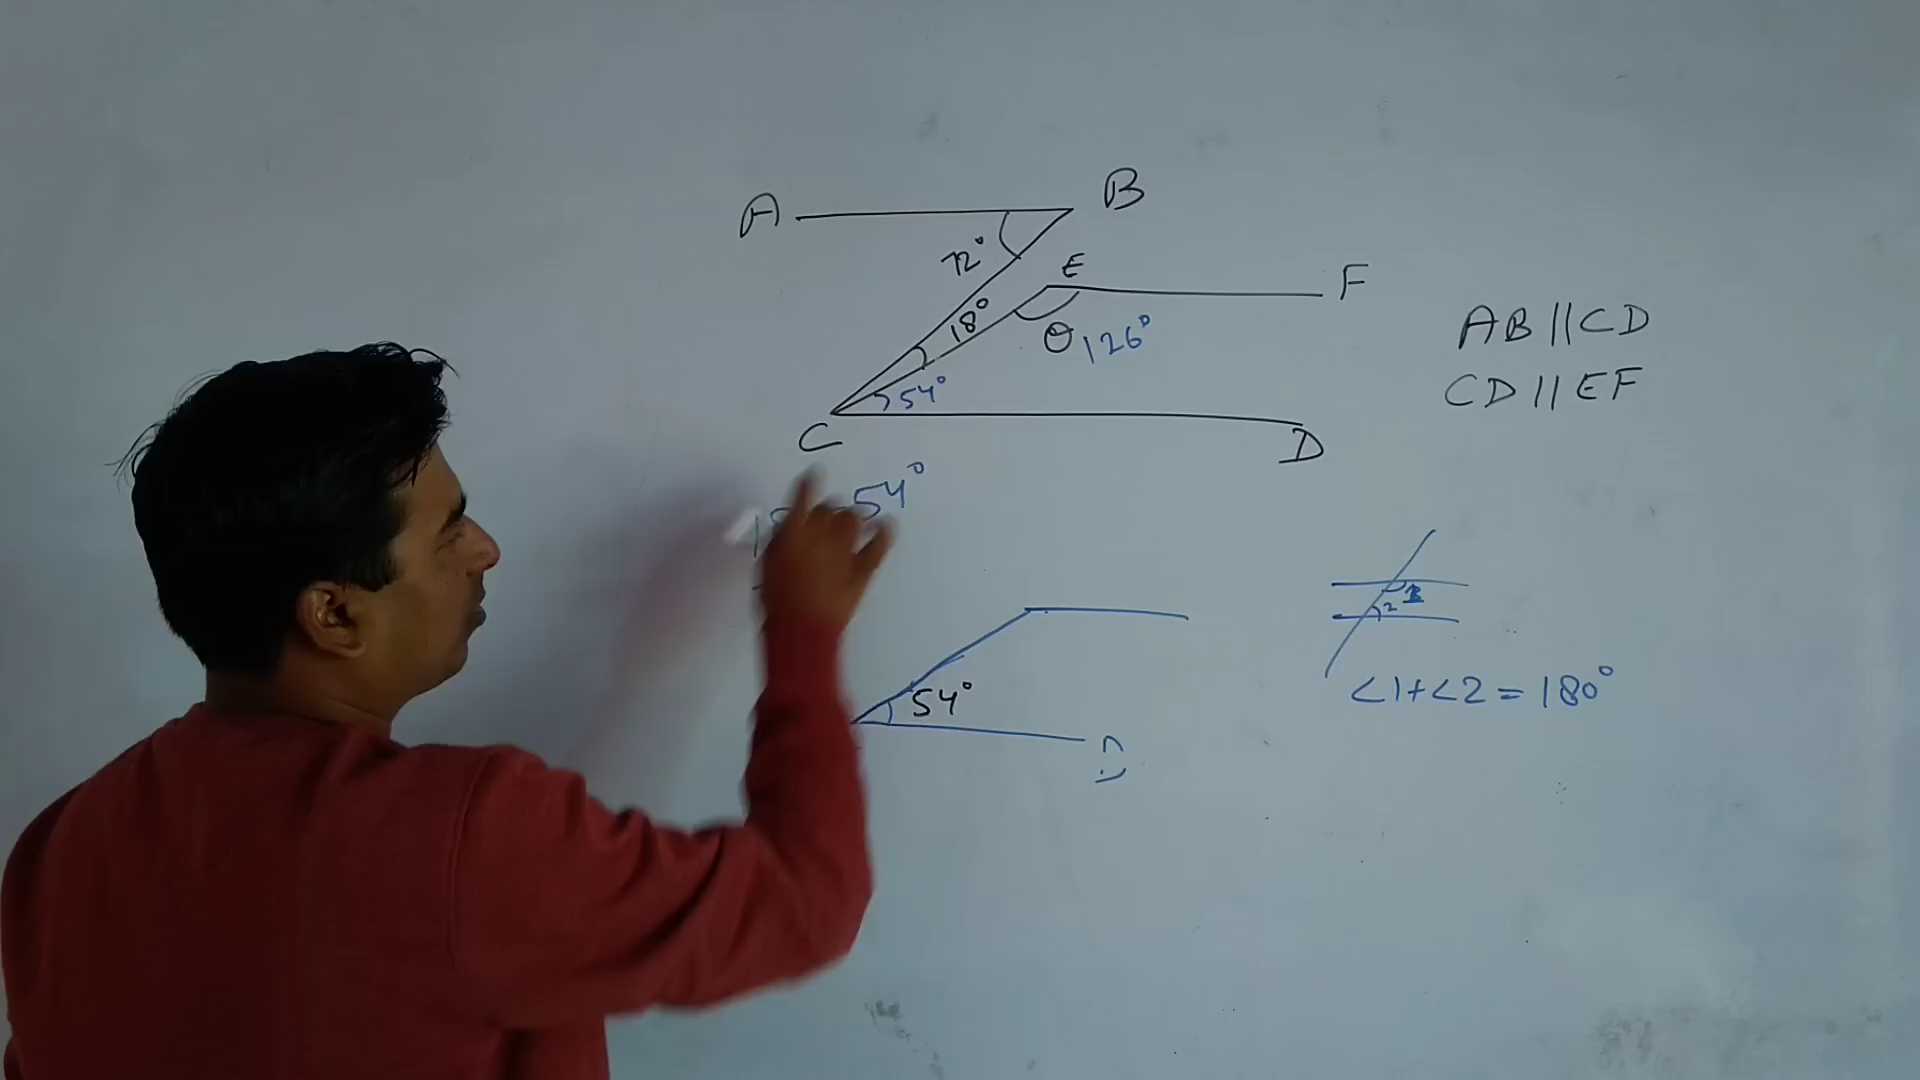 A
B
72°
E
18°
F
θ 126°
54°
C
D
AB || CD
CD || EF
54°
54°
D
1
2
∠1+∠2 = 180°